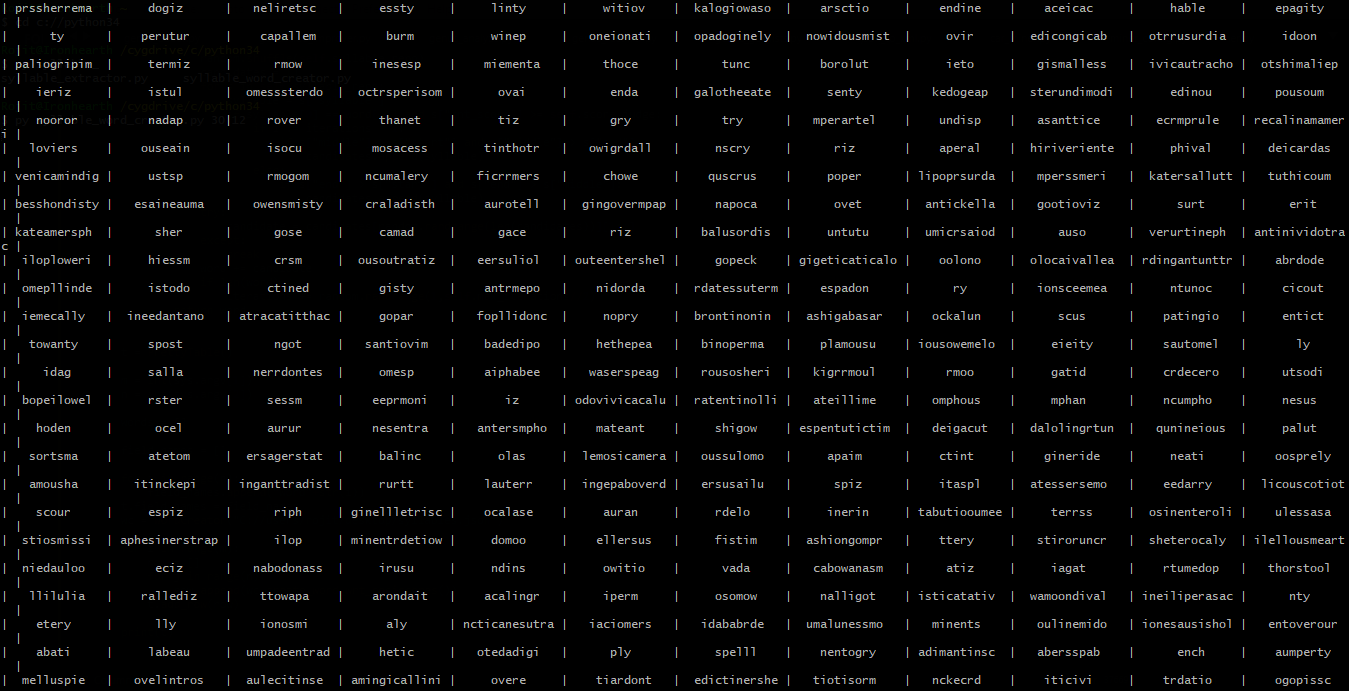 | prssherrema | dogiz | neliretsc | essty | linty | witiov | kalogiowaso | arsctio | endine | aceicac | hable | epagity
|
| ty | perutur | capallem | burm | winep | oneionati | opadoginely | nowidousmist | ovir | edicongicab | otrrusurdia | idoon
|
| paliogripim | termiz | rmow | inesesp | miementa | thoce | tunc | borolut | ieto | gismalless | ivicautracho | otshimaliep
|
| ieriz | istul | omesssterdo | octrsperisom | ovai | enda | galotheeate | senty | kedogeap | sterundimodi | edinou | pousoum
|
| nooror | nadap | rover | thanet | tiz | gry | try | mperartel | undisp | asanttice | ecrmprule | recalinamamer
i |
| loviers | ouseain | isocu | mosacess | tinthotr | owigrdall | nscry | riz | aperal | hiriveriente | phival | deicardas
|
| venicamindig | ustsp | rmogom | ncumalery | ficrrmers | chowe | quscrus | poper | lipoprsurda | mperssmeri | katersallutt | tuthicoum
|
| besshondisty | esaineauma | owensmisty | craladisth | aurotell | gingovermpap | napoca | ovet | antickella | gootioviz | surt | erit
|
| kateamersph | sher | gose | camad | gace | riz | balusordis | untutu | umicrsaiod | auso | verurtineph | antinividotra
c |
| iloploweri | hiessm | crsm | ousoutratiz | eersuliol | outeentershel | gopeck | gigeticaticalo | oolono | olocaivallea | rdingantunttr | abrdode
|
| omepllinde | istodo | ctined | gisty | antrmepo | nidorda | rdatessuterm | espadon | ry | ionsceemea | ntunoc | cicout
|
| iemecally | ineedantano | atracatitthac | gopar | fopllidonc | nopry | brontinonin | ashigabasar | ockalun | scus | patingio | entict
|
| towanty | spost | ngot | santiovim | badedipo | hethepea | binoperma | plamousu | iousowemelo | eieity | sautomel | ly
|
| idag | salla | nerrdontes | omesp | aiphabee | waserspeag | rousosheri | kigrrmoul | rmoo | gatid | crdecero | utsodi
|
| bopeilowel | rster | sessm | eeprmoni | iz | odovivicacalu | ratentinolli | ateillime | omphous | mphan | ncumpho | nesus
|
| hoden | ocel | aurur | nesentra | antersmpho | mateant | shigow | espentutictim | deigacut | dalolingrtun | qunineious | palut
|
| sortsma | atetom | ersagerstat | balinc | olas | lemosicamera | oussulomo | apaim | ctint | gineride | neati | oosprely
|
| amousha | itinckepi | inganttradist | rurtt | lauterr | ingepaboverd | ersusailu | spiz | itaspl | atessersemo | eedarry | licouscotiot
|
| scour | espiz | riph | ginellletrisc | ocalase | auran | rdelo | inerin | tabutiooumee | terrss | osinenteroli | ulessasa
|
| stiosmissi | aphesinerstrap | ilop | minentrdetiow | domoo | ellersus | fistim | ashiongompr | ttery | stiroruncr | sheterocaly | ilellousmeart
|
| niedauloo | eciz | nabodonass | irusu | ndins | owitio | vada | cabowanasm | atiz | iagat | rtumedop | thorstool
|
| llilulia | rallediz | ttowapa | arondait | acalingr | iperm | osomow | nalligot | isticatativ | wamoondival | ineiliperasac | nty
|
| etery | lly | ionosmi | aly | ncticanesutra | iaciomers | idababrde | umalunessmo | minents | oulinemido | ionesausishol | entoverour
|
| abati | labeau | umpadeentrad | hetic | otedadigi | ply | spelll | nentogry | adimantinsc | abersspab | ench | aumperty
|
| melluspie | ovelintros | aulecitinse | amingicallini | overe | tiardont | edictinershe | tiotisorm | nckecrd | iticivi | trdatio | ogopissc